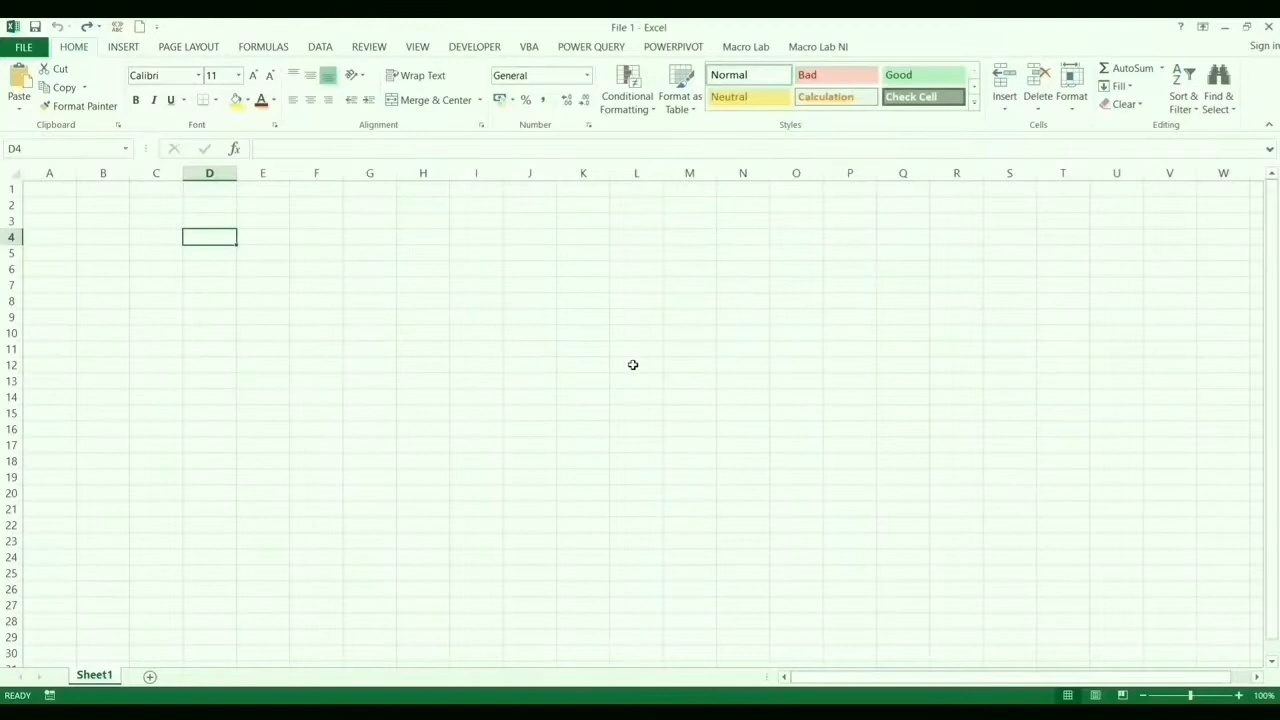 File 1 - Excel
?
FILE HOME INSERT PAGE LAYOUT FORMULAS DATA REVIEW VIEW DEVELOPER VBA POWER QUERY POWERPIVOT Macro Lab Macro Lab NI Sign in
Paste
Cut
Copy
Format Painter
Clipboard
Calibri 11
B I U
Font
Wrap Text
Merge & Center
Alignment
General
% ,
Number
Conditional
Formatting
Format as
Table
Normal Bad Good
Neutral Calculation Check Cell
Styles
Insert Delete Format
Cells
AutoSum
Fill
Clear
Sort &
Filter
Find &
Select
Editing
D4 fx
A B C D E F G H I J K L M N O P Q R S T U V W
1
2
3
4
5
6
7
8
9
10
11
12
13
14
15
16
17
18
19
20
21
22
23
24
25
26
27
28
29
30
Sheet1
READY 100%